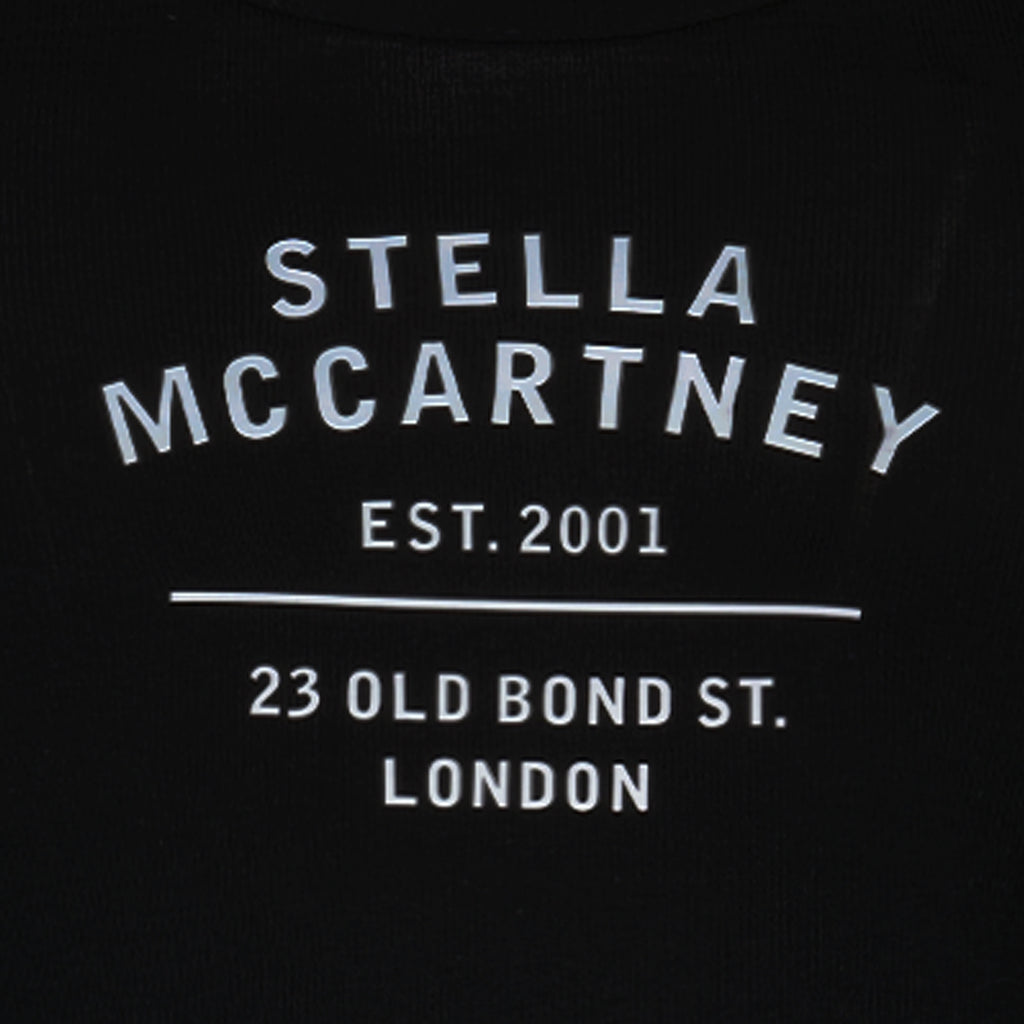 STELLA
MCCARTNEY
EST. 2001
23 OLD BOND ST.
LONDON